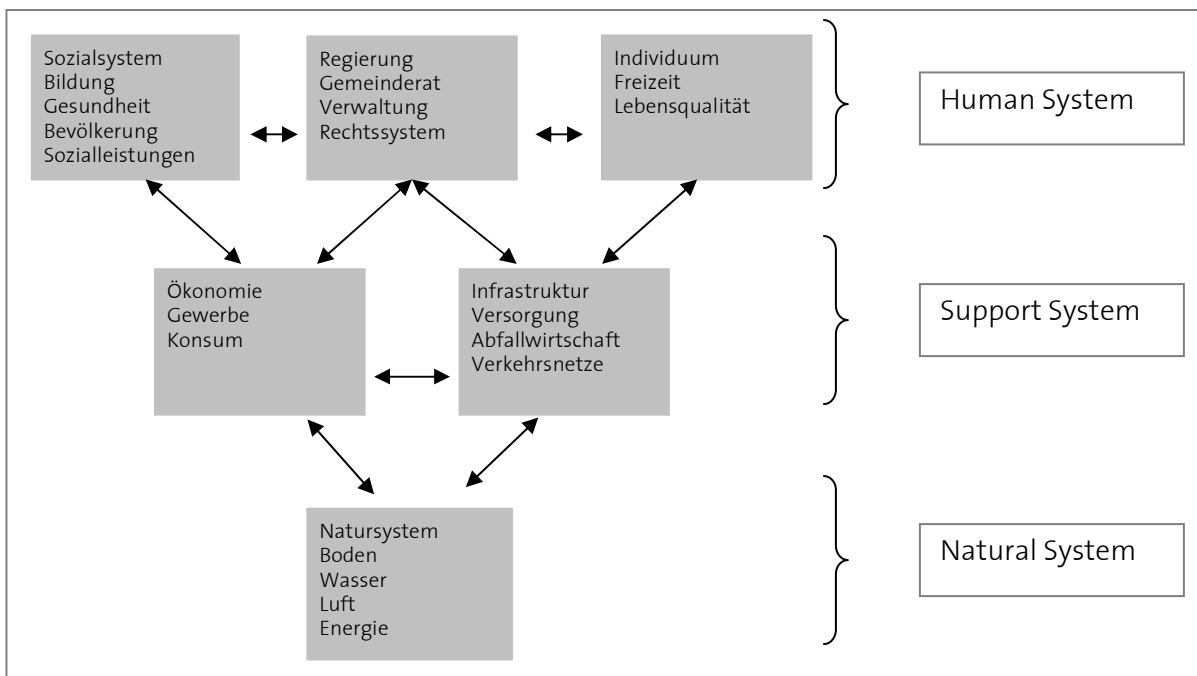 Sozialsystem
Bildung
Gesundheit
Bevölkerung
Sozialleistungen
Regierung
Gemeinderat
Verwaltung
Rechtssystem
Individuum
Freizeit
Lebensqualität
Human System
Ökonomie
Gewerbe
Konsum
Infrastruktur
Versorgung
Abfallwirtschaft
Verkehrsnetze
Support System
Natursystem
Boden
Wasser
Luft
Energie
Natural System